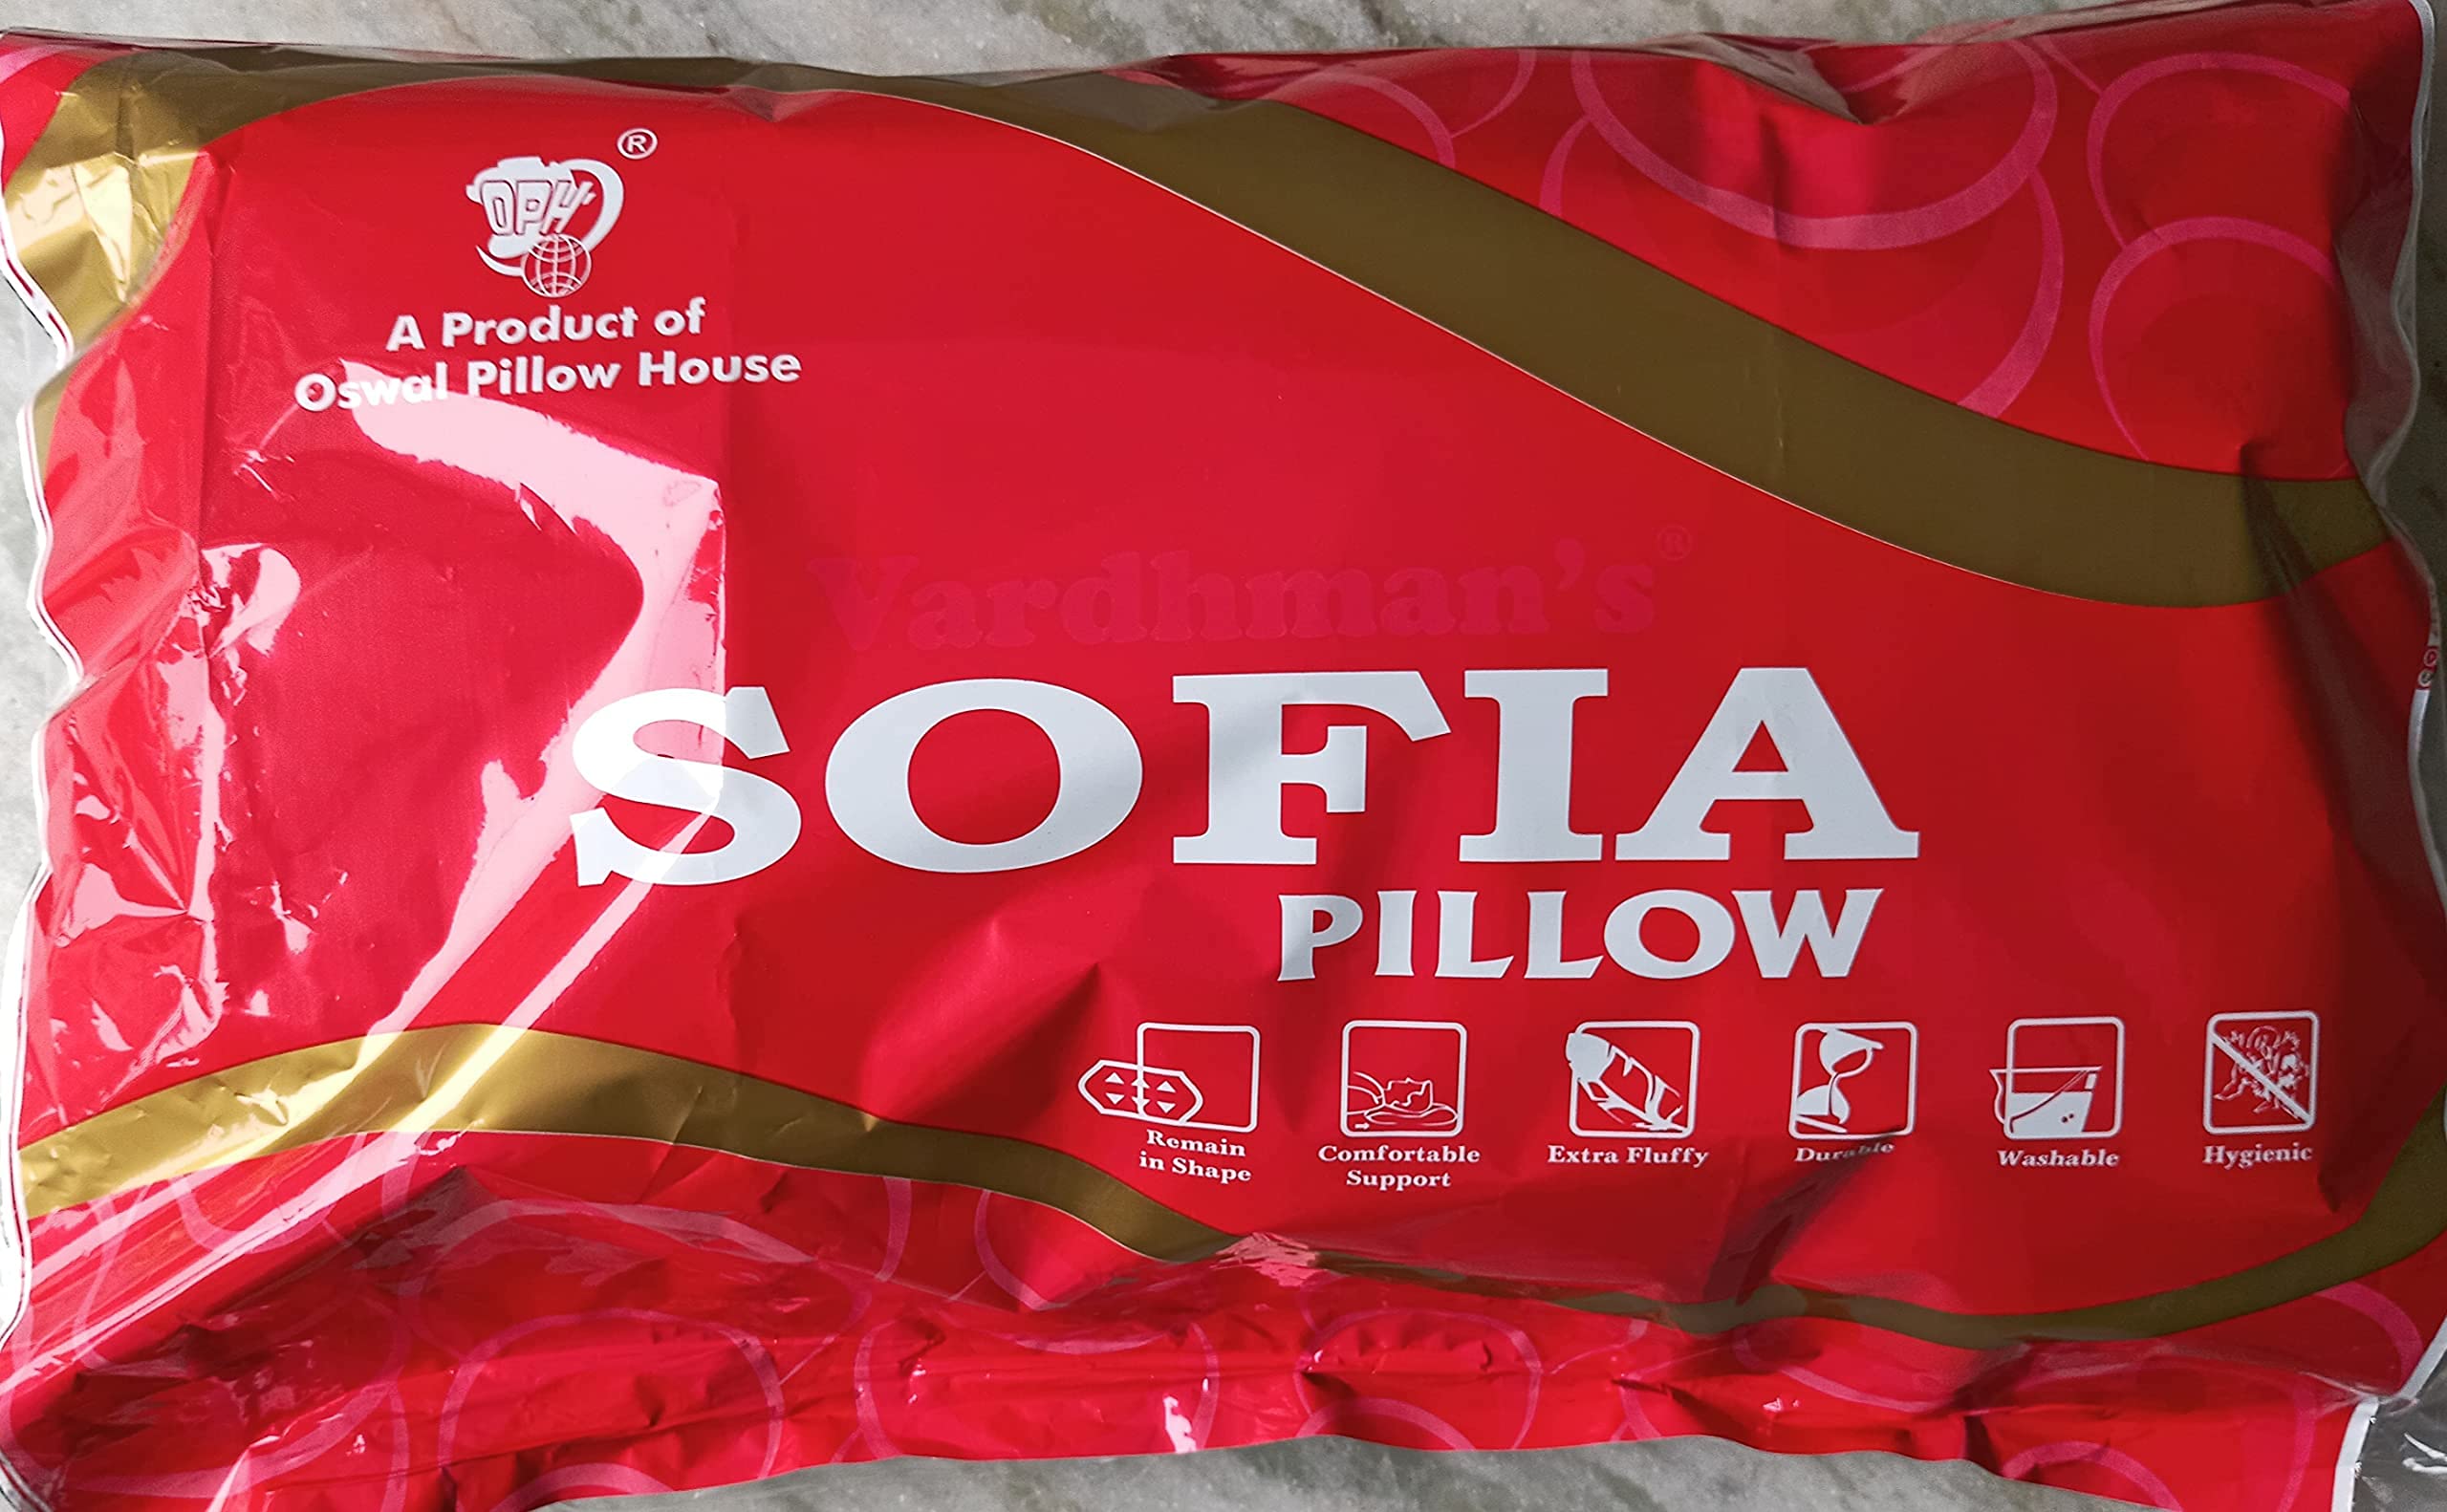 OPH ®
A Product of
Oswal Pillow House
Vardhman's®
SOFIA
PILLOW
Remain
in Shape
Comfortable
Support
Extra Fluffy
Durable
Washable
Hygienic